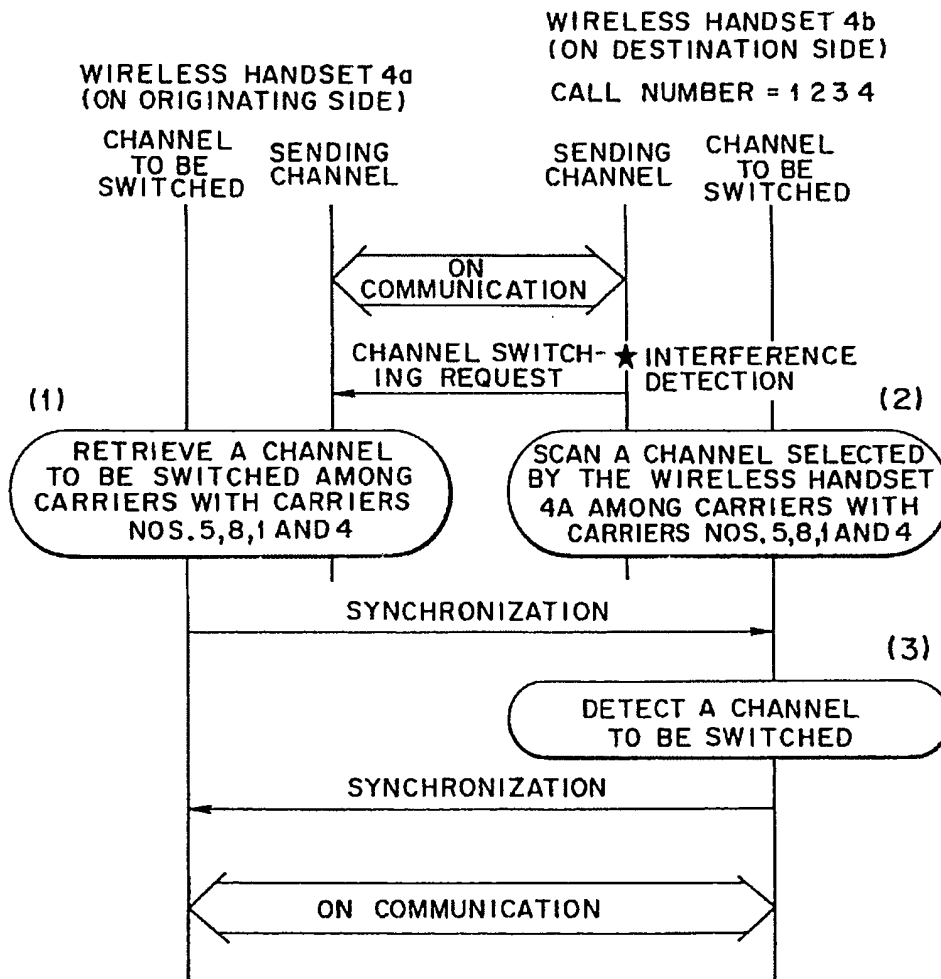 WIRELESS HANDSET 4b
(ON DESTINATION SIDE)
WIRELESS HANDSET 4a
(ON ORIGINATING SIDE)
CALL NUMBER = 1 2 3 4
CHANNEL
TO BE
SWITCHED
SENDING
CHANNEL
SENDING
CHANNEL
CHANNEL
TO BE
SWITCHED
ON
COMMUNICATION
CHANNEL SWITCH-
ING REQUEST
★ INTERFERENCE
DETECTION
(1)
RETRIEVE A CHANNEL
TO BE SWITCHED AMONG
CARRIERS WITH CARRIERS
NOS. 5,8,1 AND 4
(2)
SCAN A CHANNEL SELECTED
BY THE WIRELESS HANDSET
4A AMONG CARRIERS WITH
CARRIERS NOS. 5,8,1 AND 4
SYNCHRONIZATION
(3)
DETECT A CHANNEL
TO BE SWITCHED
SYNCHRONIZATION
ON COMMUNICATION